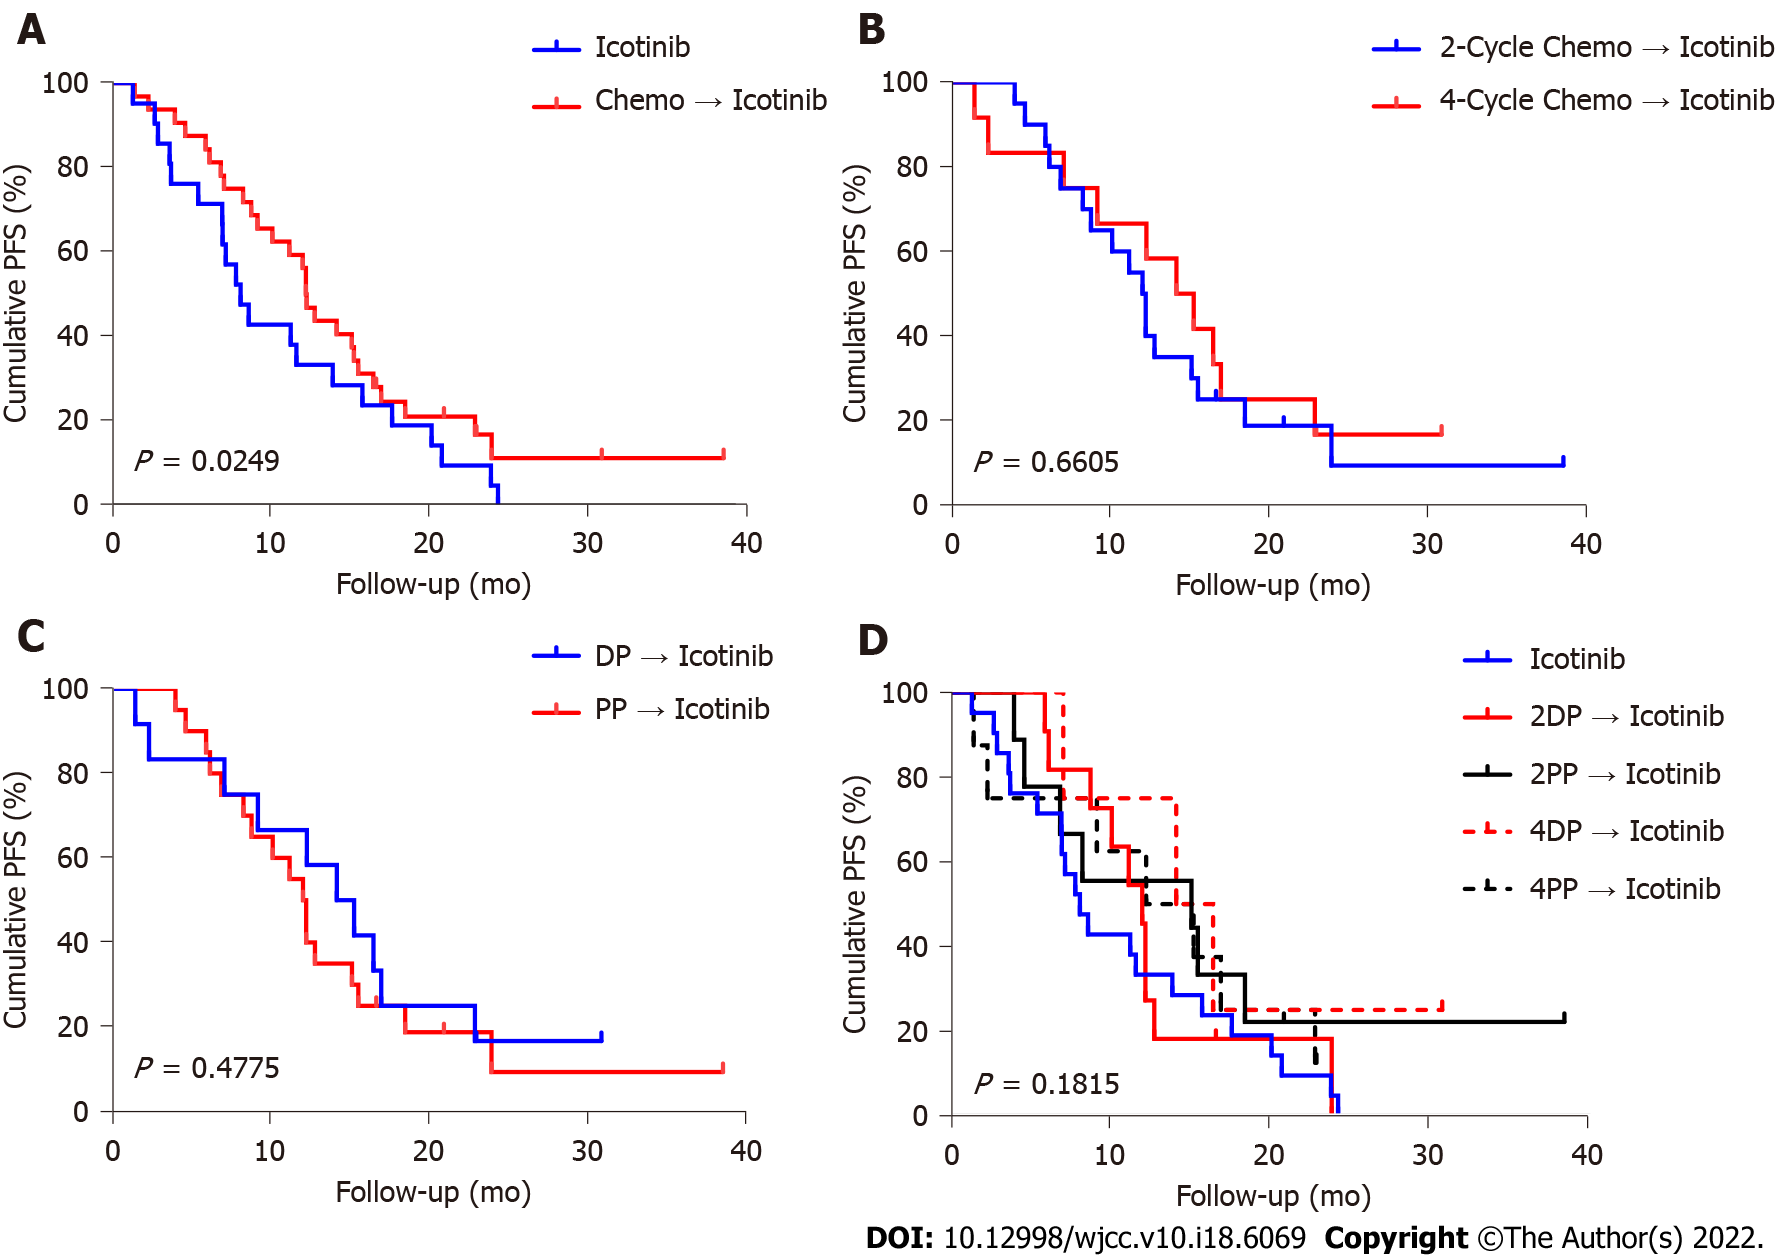 A
Icotinib
Chemo → Icotinib
100
80
60
40
20
0
Cumulative PFS (%)
P = 0.0249
0 10 20 30 40
Follow-up (mo)
B
2-Cycle Chemo → Icotinib
4-Cycle Chemo → Icotinib
100
80
60
40
20
0
Cumulative PFS (%)
P = 0.6605
0 10 20 30 40
Follow-up (mo)
C
DP → Icotinib
PP → Icotinib
100
80
60
40
20
0
Cumulative PFS (%)
P = 0.4775
0 10 20 30 40
Follow-up (mo)
D
Icotinib
2DP → Icotinib
2PP → Icotinib
4DP → Icotinib
4PP → Icotinib
100
80
60
40
20
0
Cumulative PFS (%)
P = 0.1815
0 10 20 30 40
Follow-up (mo)
DOI: 10.12998/wjcc.v10.i18.6069 Copyright ©The Author(s) 2022.